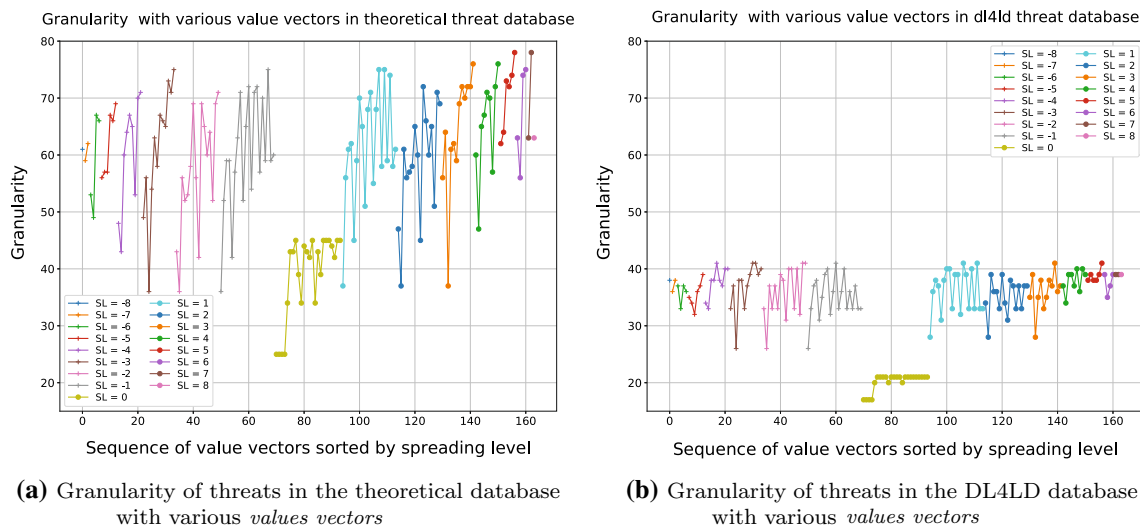 Granularity with various value vectors in theoretical threat database
80
70
60
50
40
30
20
Granularity
SL = -8
SL = -7
SL = -6
SL = -5
SL = -4
SL = -3
SL = -2
SL = -1
SL = 0
SL = 1
SL = 2
SL = 3
SL = 4
SL = 5
SL = 6
SL = 7
SL = 8
0 20 40 60 80 100 120 140 160
Sequence of value vectors sorted by spreading level
(a) Granularity of threats in the theoretical database
with various values vectors
Granularity with various value vectors in dl4ld threat database
80
70
60
50
40
30
20
Granularity
SL = -8
SL = -7
SL = -6
SL = -5
SL = -4
SL = -3
SL = -2
SL = -1
SL = 0
SL = 1
SL = 2
SL = 3
SL = 4
SL = 5
SL = 6
SL = 7
SL = 8
0 20 40 60 80 100 120 140 160
Sequence of value vectors sorted by spreading level
(b) Granularity of threats in the DL4LD database
with various values vectors